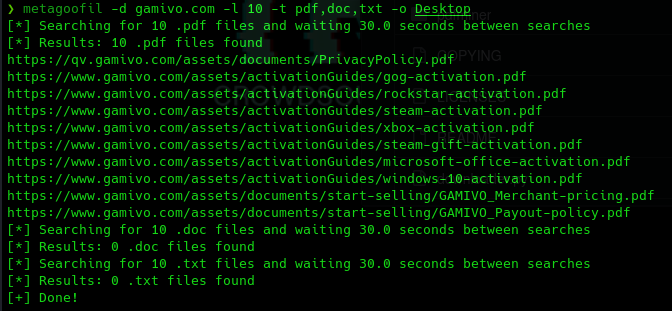 ❯ metagoofil -d gamivo.com -l 10 -t pdf,doc,txt -o Desktop
[*] Searching for 10 .pdf files and waiting 30.0 seconds between searches
[*] Results: 10 .pdf files found
https://qv.gamivo.com/assets/documents/PrivacyPolicy.pdf
https://www.gamivo.com/assets/activationGuides/gog-activation.pdf
https://www.gamivo.com/assets/activationGuides/rockstar-activation.pdf
https://www.gamivo.com/assets/activationGuides/steam-activation.pdf
https://www.gamivo.com/assets/activationGuides/xbox-activation.pdf
https://www.gamivo.com/assets/activationGuides/steam-gift-activation.pdf
https://www.gamivo.com/assets/activationGuides/microsoft-office-activation.pdf
https://www.gamivo.com/assets/activationGuides/windows-10-activation.pdf
https://www.gamivo.com/assets/documents/start-selling/GAMIVO_Merchant-pricing.pdf
https://www.gamivo.com/assets/documents/start-selling/GAMIVO_Payout-policy.pdf
[*] Searching for 10 .doc files and waiting 30.0 seconds between searches
[*] Results: 0 .doc files found
[*] Searching for 10 .txt files and waiting 30.0 seconds between searches
[*] Results: 0 .txt files found
[+] Done!
COPYING